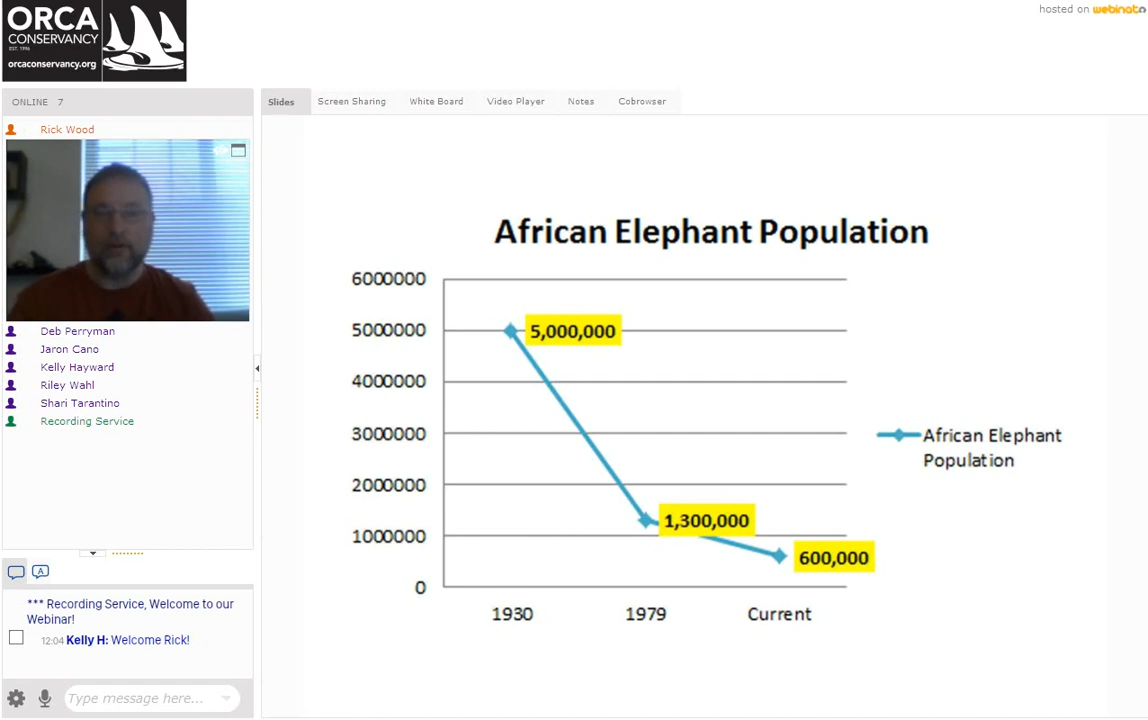 ORCA
CONSERVANCY
EST. 1996
orcaconservancy.org
hosted on webinato
ONLINE 7
Rick Wood
Deb Perryman
Jaron Cano
Kelly Hayward
Riley Wahl
Shari Tarantino
Recording Service
*** Recording Service, Welcome to our
Webinar!
12:04 Kelly H: Welcome Rick!
Type message here...
Slides Screen Sharing White Board Video Player Notes Cobrowser
African Elephant Population
6000000
5000000
4000000
3000000
2000000
1000000
0
5,000,000
1,300,000
600,000
1930 1979 Current
African Elephant
Population